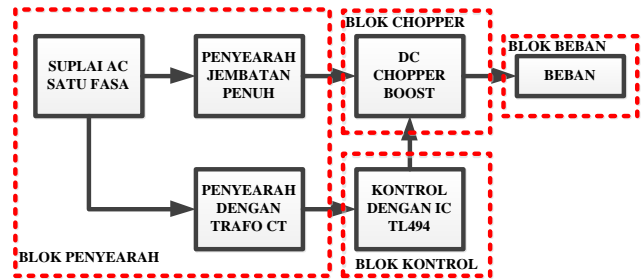 BLOK CHOPPER
SUPLAI AC
SATU FASA
PENYEARAH
JEMBATAN
PENUH
DC
CHOPPER
BOOST
BLOK BEBAN
BEBAN
PENYEARAH
DENGAN
TRAFO CT
KONTROL
DENGAN IC
TL494
BLOK PENYEARAH
BLOK KONTROL